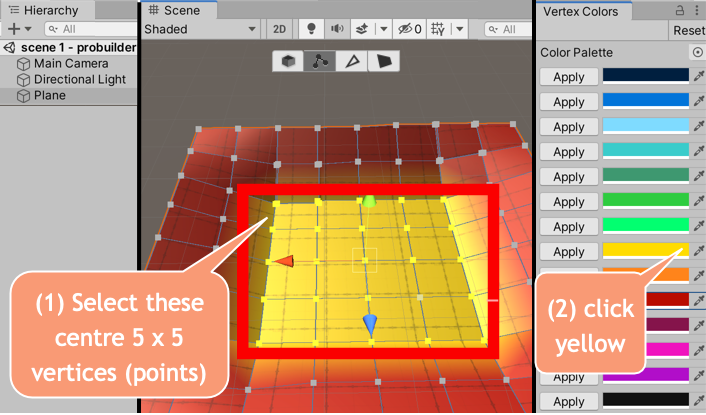 Hierarchy
All
scene 1 - probuilder
Main Camera
Directional Light
Plane
Scene
Shaded
2D
0
All
(1) Select these
centre 5 x 5
vertices (points)
Vertex Colors
Reset
Color Palette
Apply
Apply
Apply
Apply
Apply
Apply
Apply
Apply
(2) click
yellow
Apply
Apply